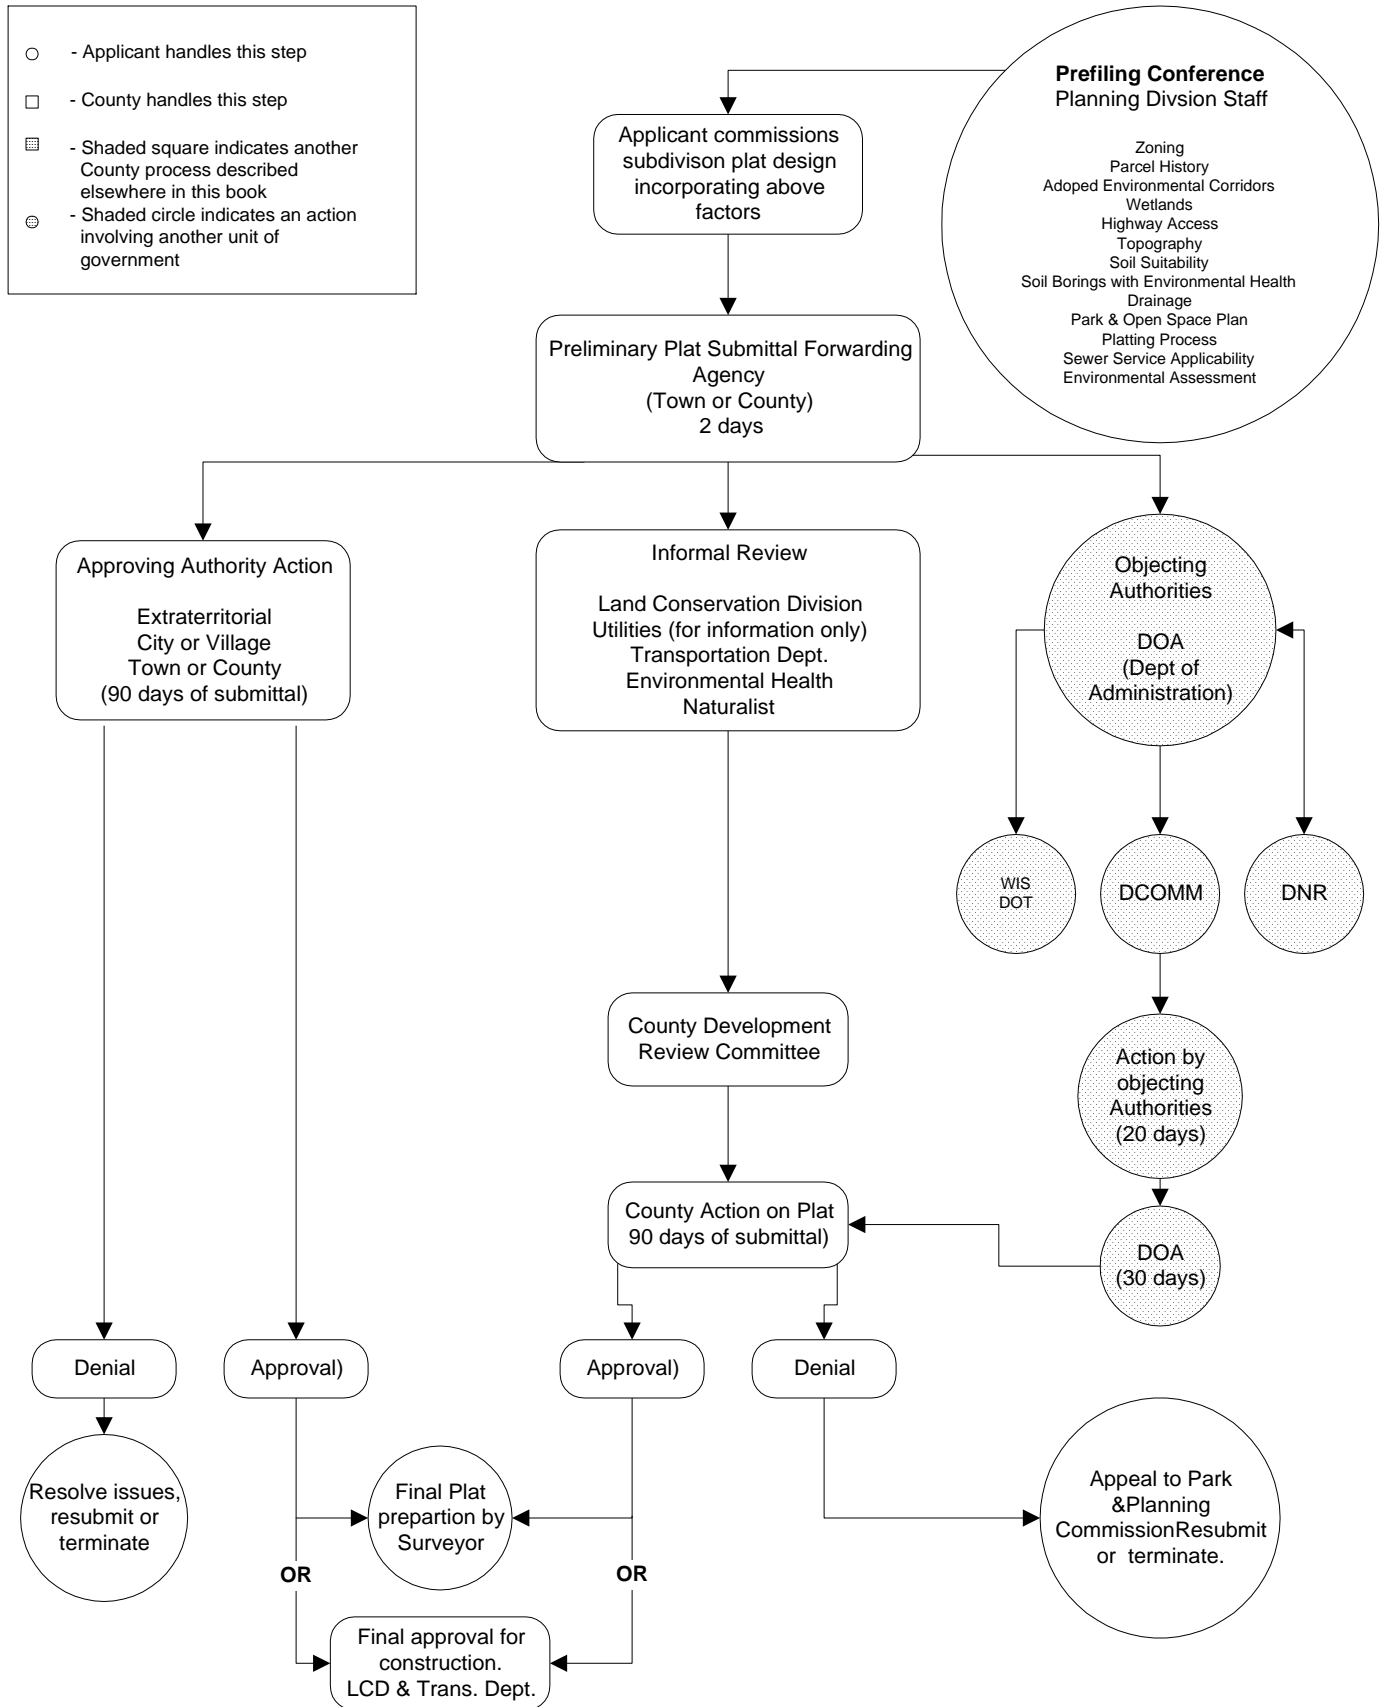 - Applicant handles this step
- County handles this step
- Shaded square indicates another
County process described
elsewhere in this book
- Shaded circle indicates an action
involving another unit of
government
Prefiling Conference
Planning Divsion Staff
Zoning
Parcel History
Adoped Environmental Corridors
Wetlands
Highway Access
Topography
Soil Suitability
Soil Borings with Environmental Health
Drainage
Park & Open Space Plan
Platting Process
Sewer Service Applicability
Environmental Assessment
Applicant commissions
subdivison plat design
incorporating above
factors
Preliminary Plat Submittal Forwarding
Agency
(Town or County)
2 days
Approving Authority Action
Extraterritorial
City or Village
Town or County
(90 days of submittal)
Informal Review
Land Conservation Division
Utilities (for information only)
Transportation Dept.
Environmental Health
Naturalist
Objecting
Authorities
DOA
(Dept of
Administration)
WIS
DOT
DCOMM
DNR
County Development
Review Committee
Action by
objecting
Authorities
(20 days)
County Action on Plat
90 days of submittal)
DOA
(30 days)
Denial
Approval)
Approval)
Denial
Resolve issues,
resubmit or
terminate
Final Plat
prepartion by
Surveyor
Appeal to Park
&Planning
CommissionResubmit
or terminate.
OR
OR
Final approval for
construction.
LCD & Trans. Dept.